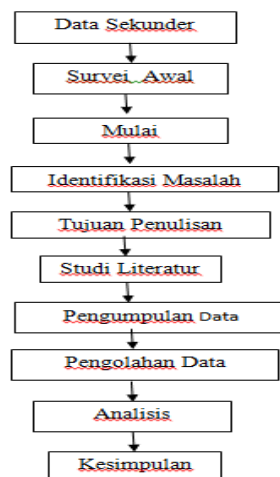 Data Sekunder
Survei Awal
Mulai
Identifikasi Masalah
Tujuan Penulisan
Studi Literatur
Pengumpulan Data
Pengolahan Data
Analisis
Kesimpulan